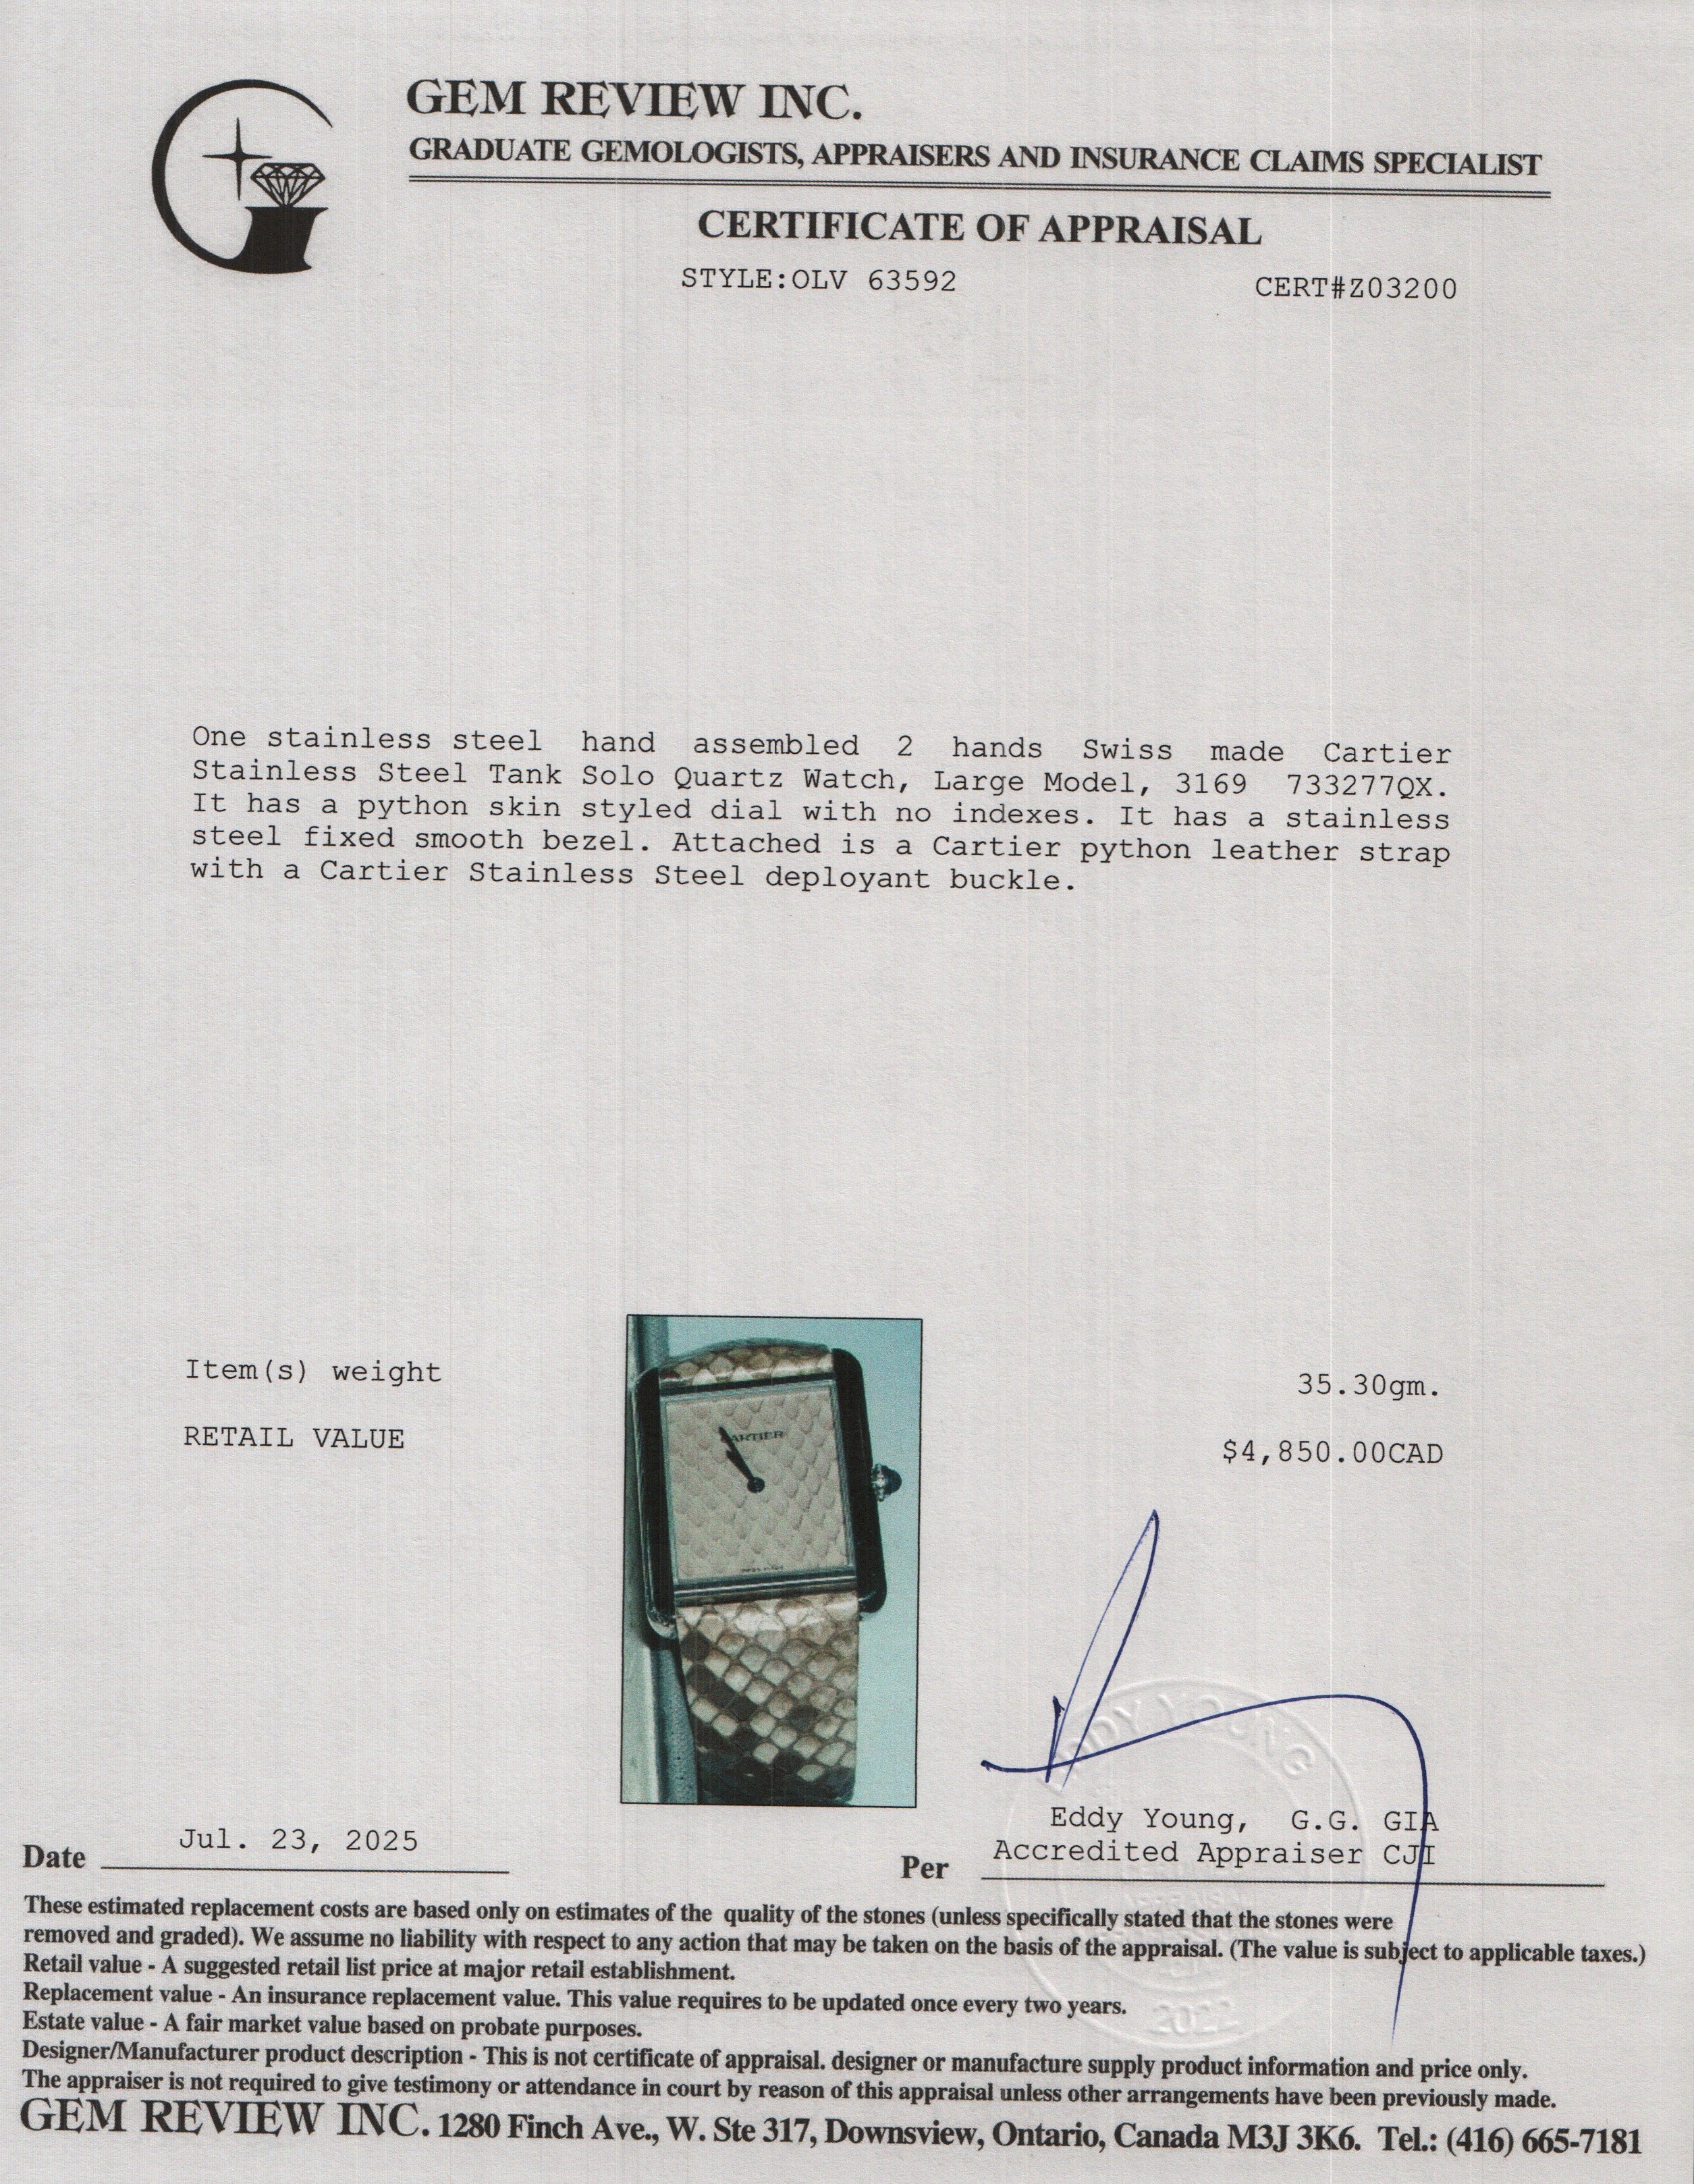 GEM REVIEW INC.
GRADUATE GEMOLOGISTS, APPRAISERS AND INSURANCE CLAIMS SPECIALIST
CERTIFICATE OF APPRAISAL
STYLE:OLV 63592
CERT#Z03200
One stainless steel hand assembled 2 hands Swiss made Cartier
Stainless Steel Tank Solo Quartz Watch, Large Model, 3169 733277QX.
It has a python skin styled dial with no indexes. It has a stainless
steel fixed smooth bezel. Attached is a Cartier python leather strap
with a Cartier Stainless Steel deployant buckle.
Item(s) weight
35.30gm.
RETAIL VALUE
$4,850.00CAD
CARTIER
EDDY YOUNG
Eddy Young, G.G. GIA
Accredited Appraiser CJI
Date Jul. 23, 2025
Per
These estimated replacement costs are based only on estimates of the quality of the stones (unless specifically stated that the stones were
removed and graded). We assume no liability with respect to any action that may be taken on the basis of the appraisal. (The value is subject to applicable taxes.)
Retail value - A suggested retail list price at major retail establishment.
Replacement value - An insurance replacement value. This value requires to be updated once every two years.
2022
Estate value - A fair market value based on probate purposes.
Designer/Manufacturer product description - This is not certificate of appraisal. designer or manufacture supply product information and price only.
The appraiser is not required to give testimony or attendance in court by reason of this appraisal unless other arrangements have been previously made.
GEM REVIEW INC. 1280 Finch Ave., W. Ste 317, Downsview, Ontario, Canada M3J 3K6. Tel.: (416) 665-7181